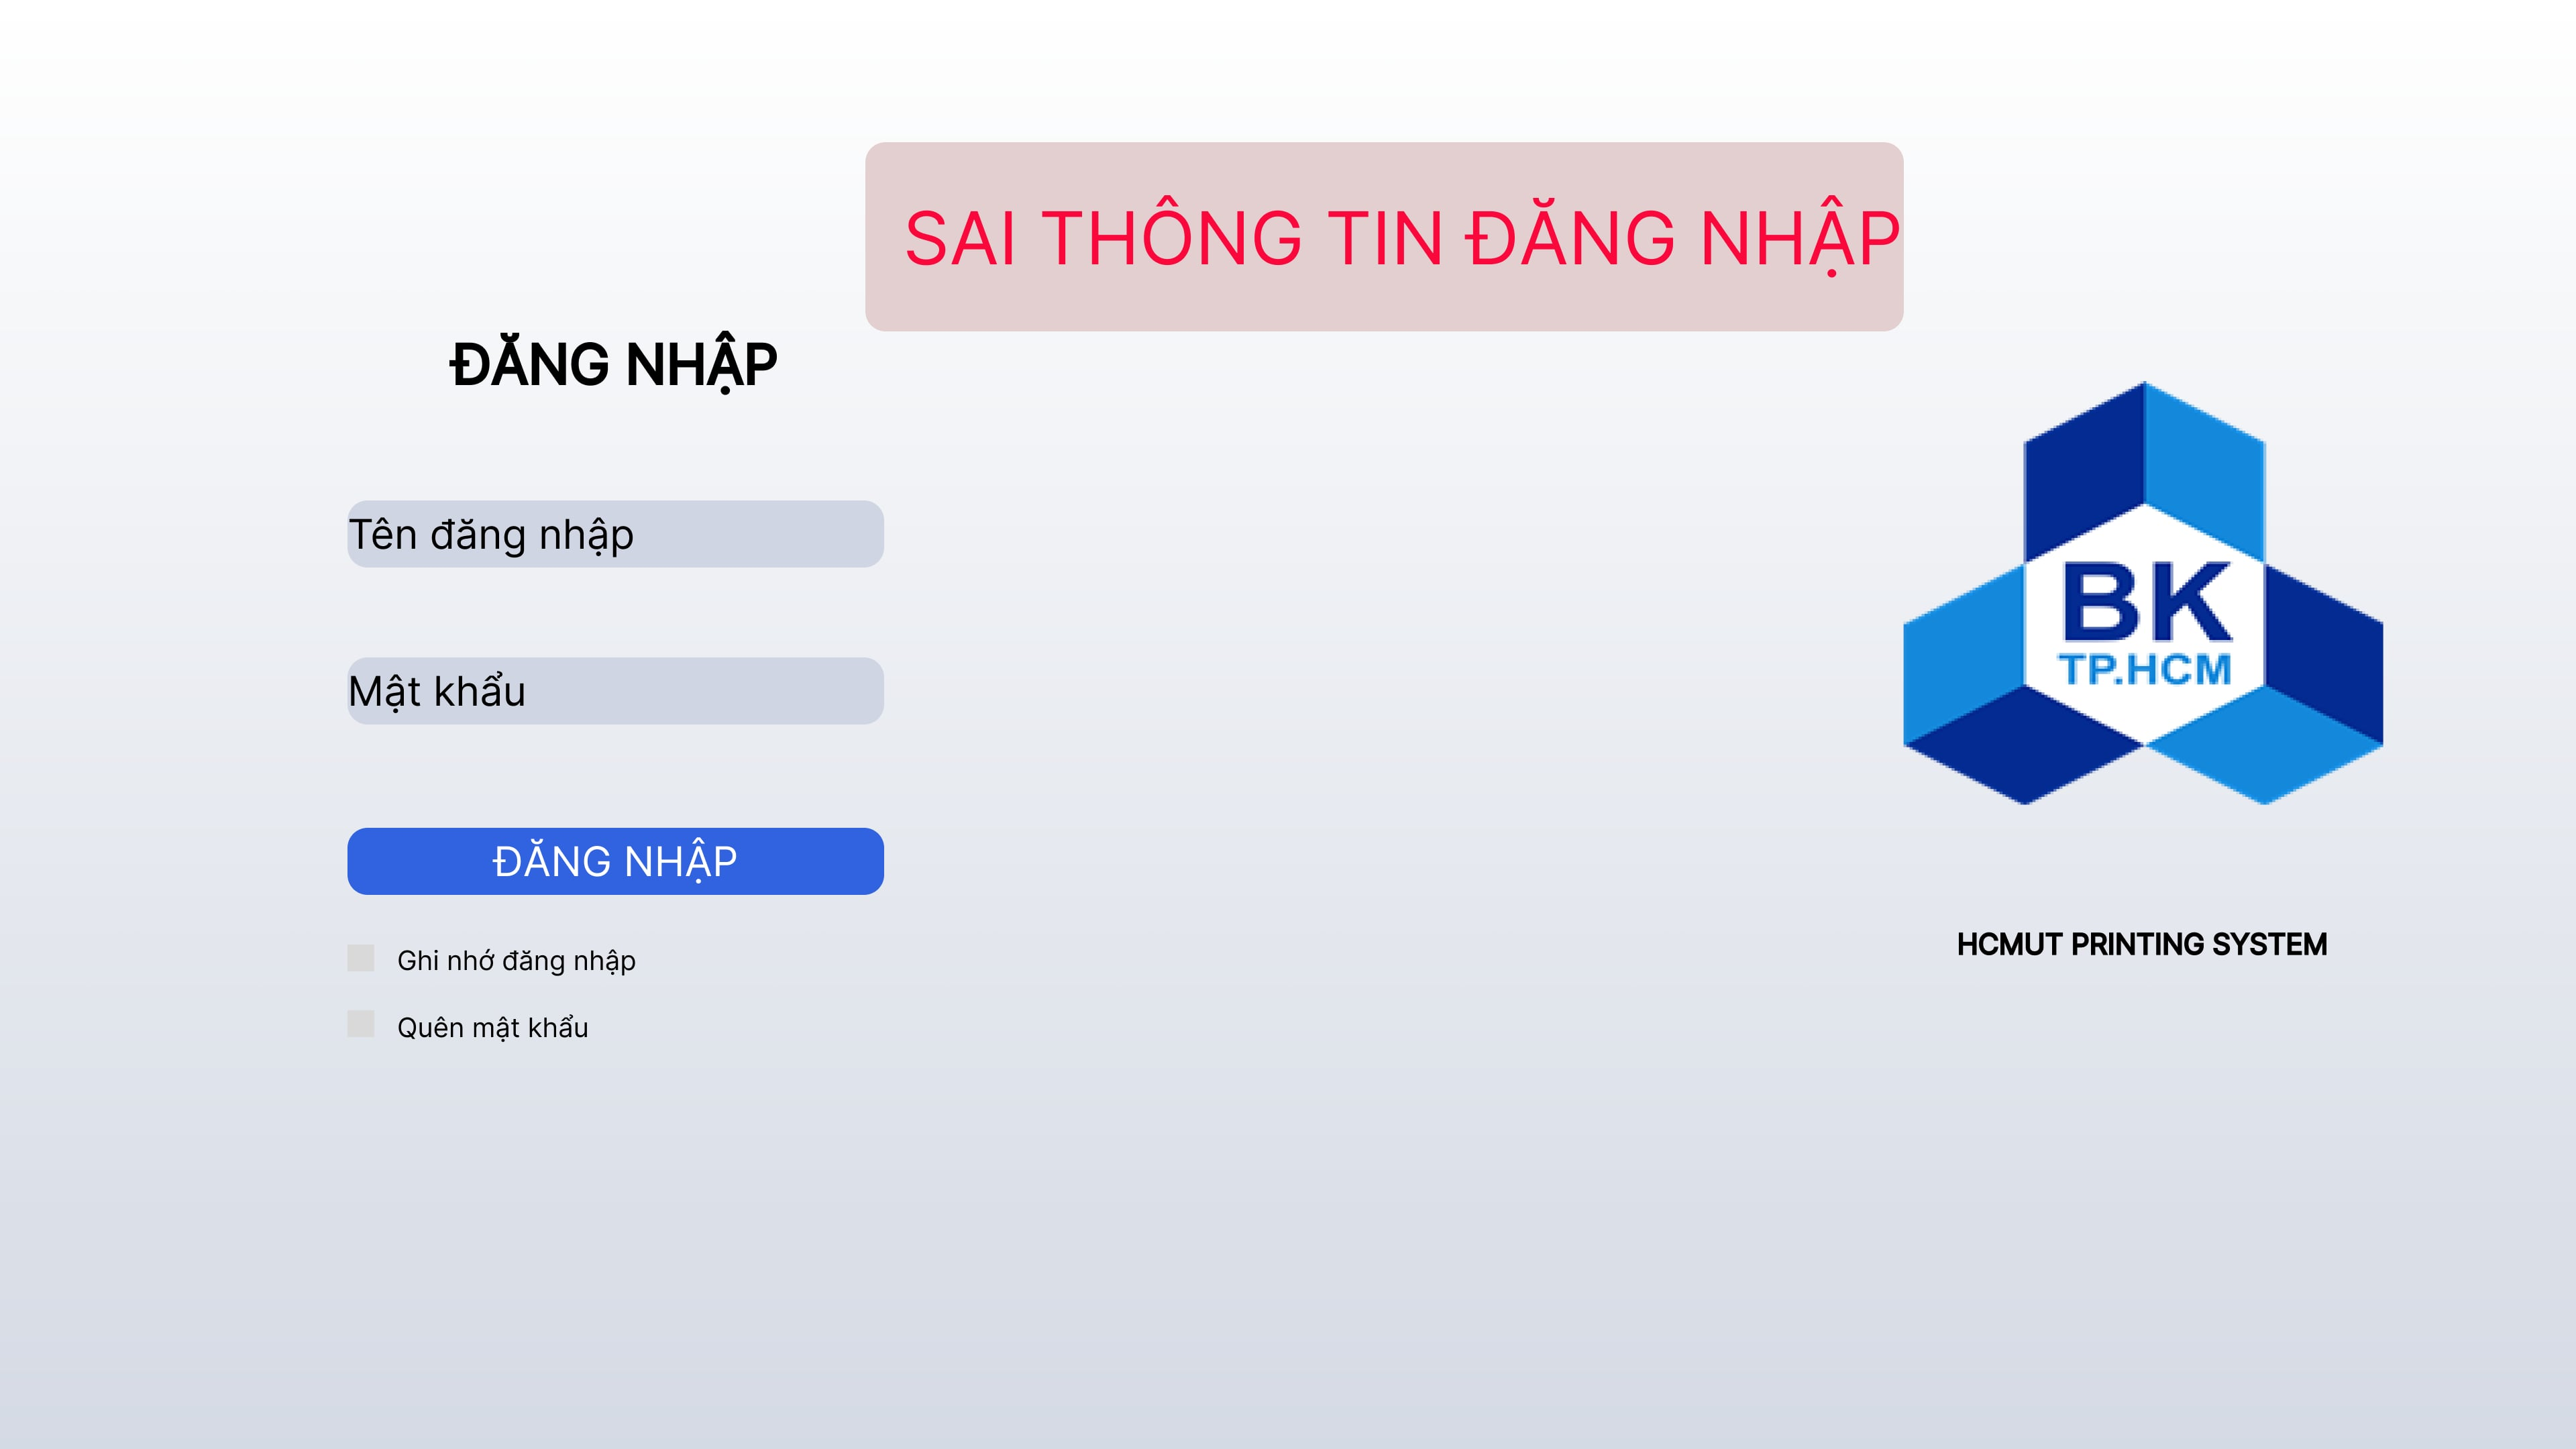 SAI THÔNG TIN ĐĂNG NHẬP
ĐĂNG NHẬP
Tên đăng nhập
Mật khẩu
ĐĂNG NHẬP
Ghi nhớ đăng nhập
Quên mật khẩu
BK
TP.HCM
HCMUT PRINTING SYSTEM